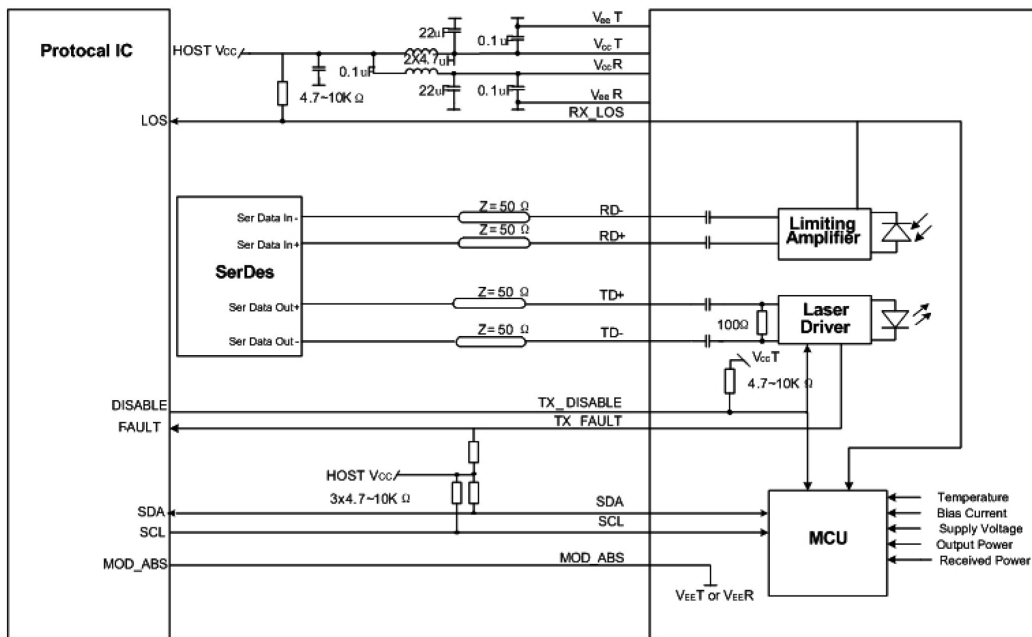 Protocal IC
HOST Vcc
22uF
0.1uF
VeeT
VccT
2X4.7uH
0.1uF
VccR
4.7~10K Ω
22uF
0.1uF
VeeR
LOS
RX_LOS
Ser Data In -
Z= 50 Ω
RD-
Limiting Amplifier
Ser Data In+
Z= 50 Ω
RD+
SerDes
Ser Data Out+
Z= 50 Ω
TD+
Laser Driver
100Ω
Ser Data Out -
Z= 50 Ω
TD-
VccT
4.7~10K Ω
DISABLE
TX_DISABLE
FAULT
TX_FAULT
HOST Vcc
3x4.7~10K Ω
SDA
SDA
SCL
SCL
MCU
Temperature
Bias Current
Supply Voltage
Output Power
Received Power
MOD_ABS
MOD_ABS
VEET or VEER